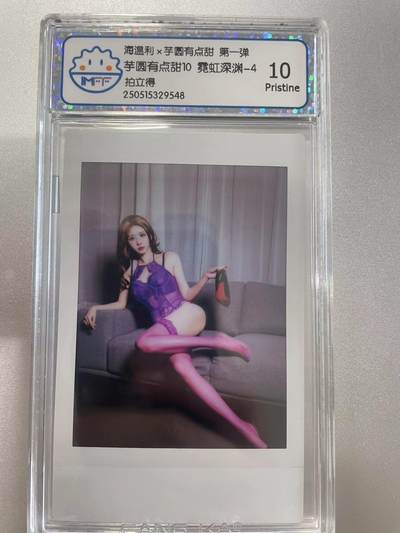 海温利×芋圆有点甜 第一弹
芋圆有点甜10 霓虹深渊-4
拍立得
250515329548
10
Pristine